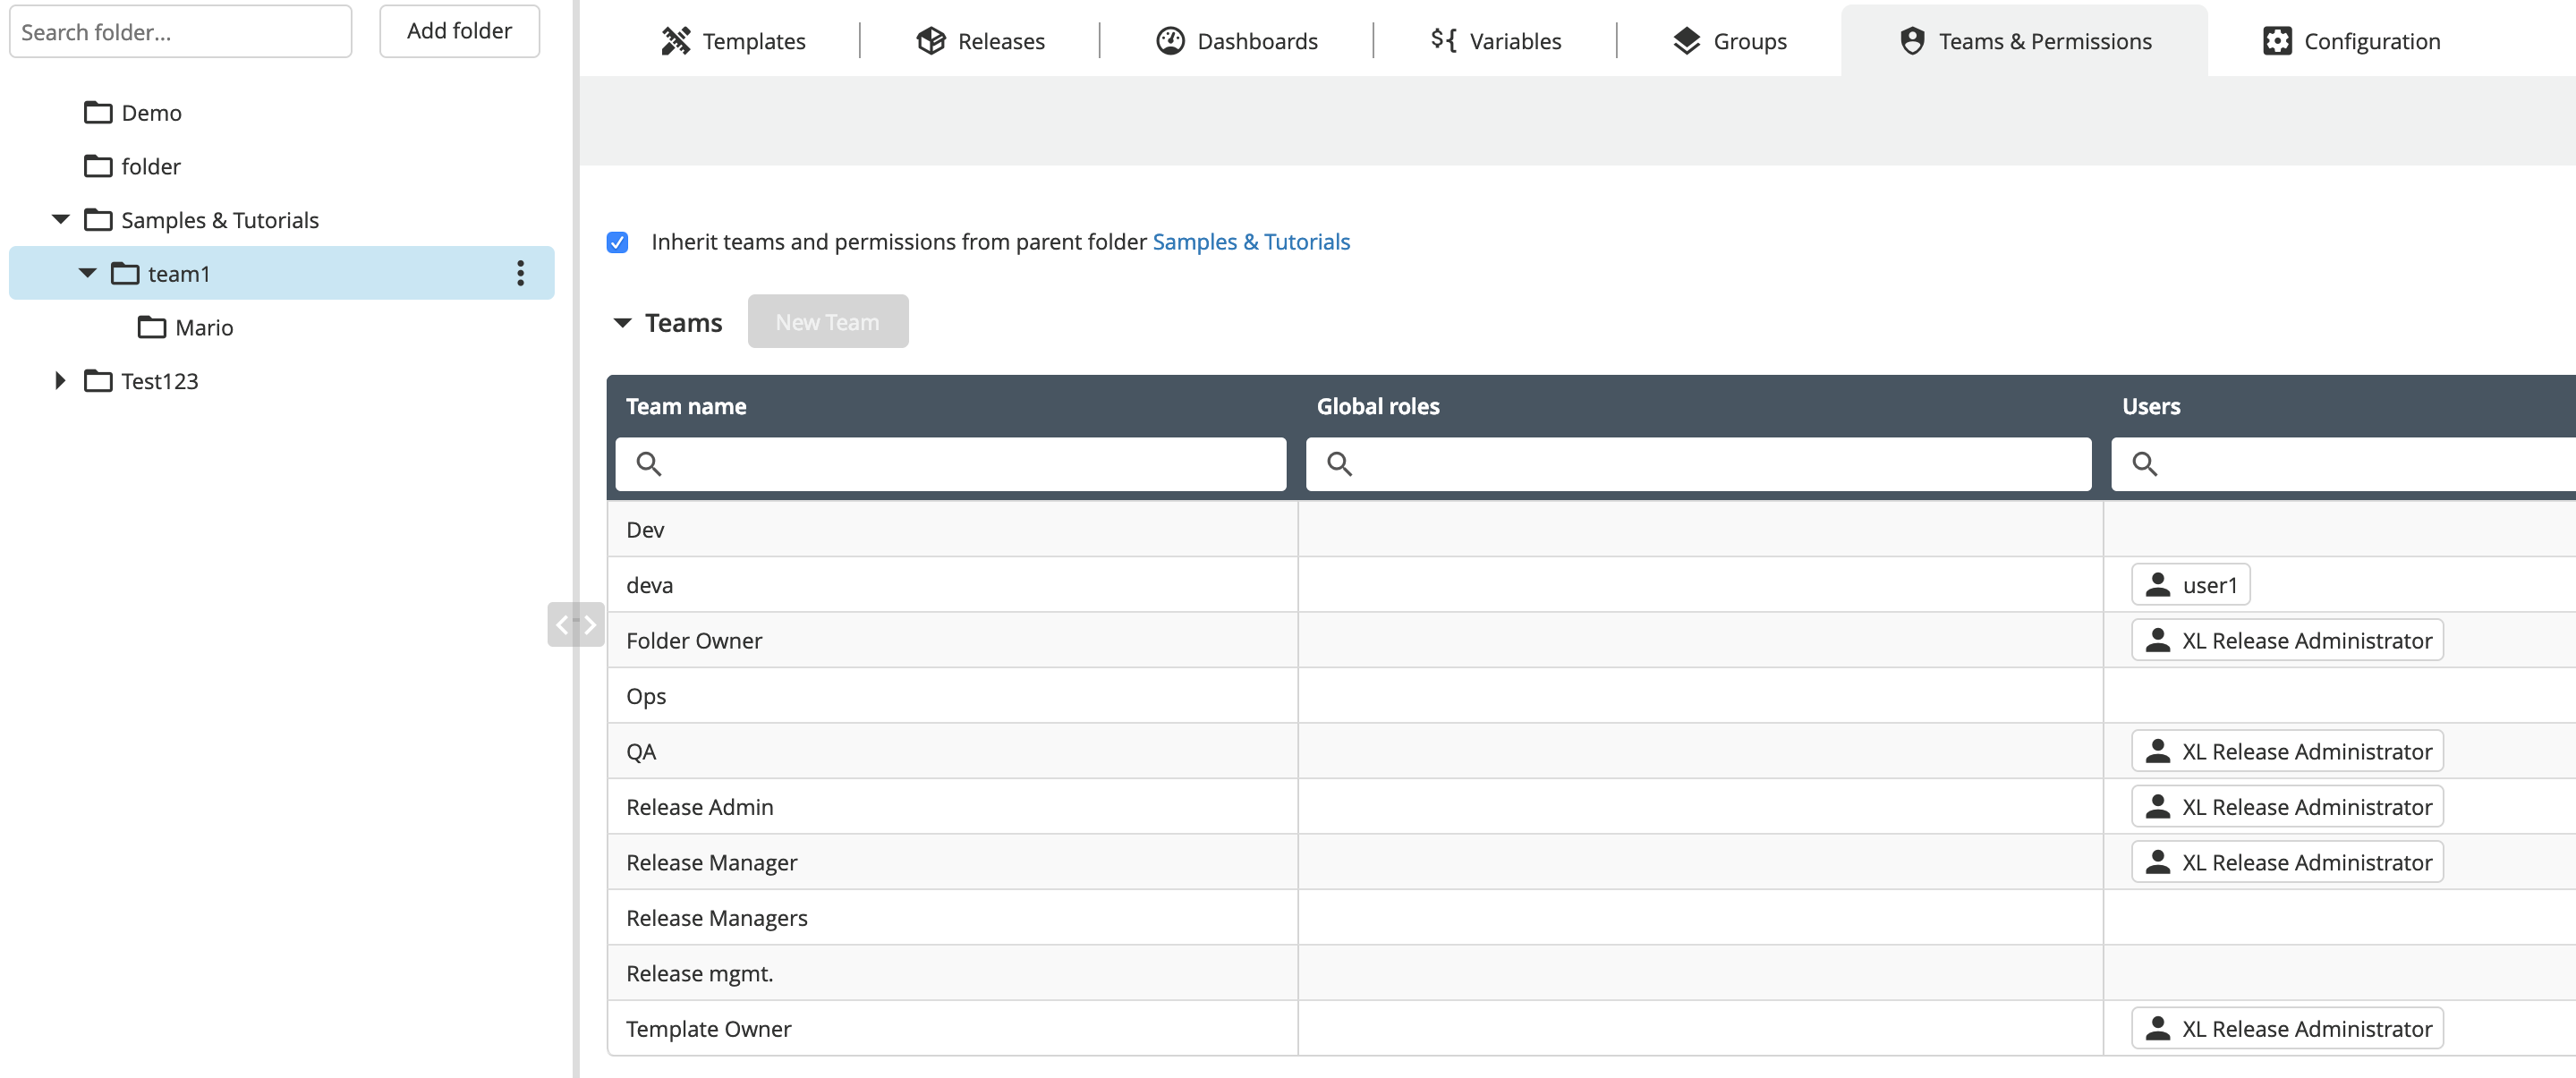 Search folder...
Add folder
Demo
folder
Samples & Tutorials
team1
Mario
Test123
Templates
Releases
Dashboards
Variables
Groups
Teams & Permissions
Configuration
Inherit teams and permissions from parent folder Samples & Tutorials
Teams
New Team
Team name
Global roles
Users
Dev
deva
user1
Folder Owner
XL Release Administrator
Ops
QA
XL Release Administrator
Release Admin
XL Release Administrator
Release Manager
XL Release Administrator
Release Managers
Release mgmt.
Template Owner
XL Release Administrator